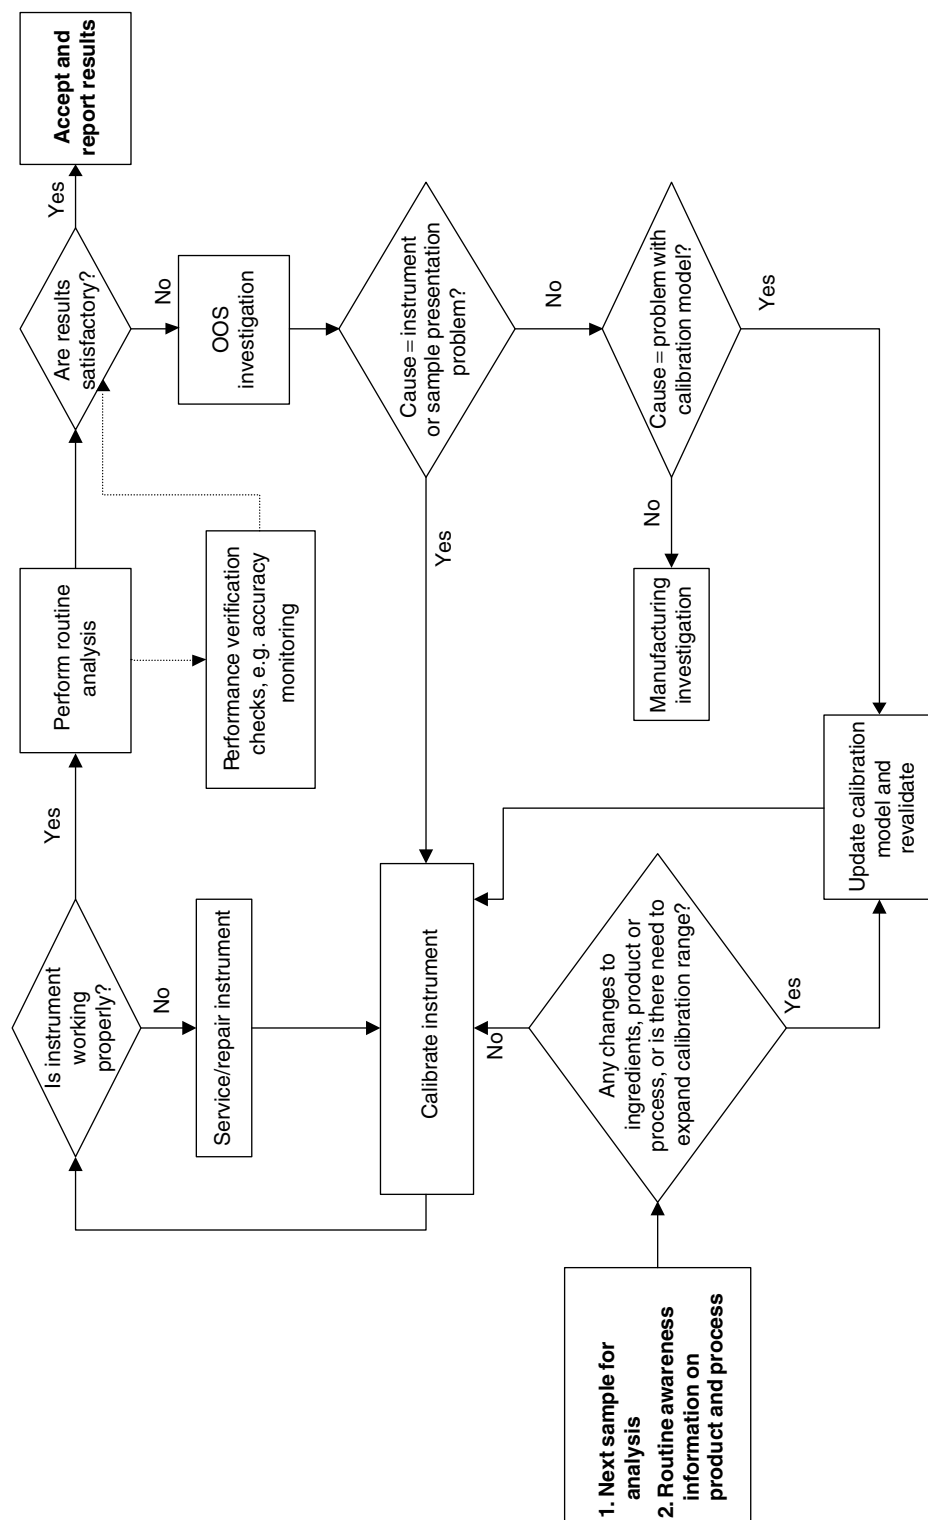 1. Next sample for
analysis
2. Routine awareness
information on
product and process
Any changes to
ingredients, product or
process, or is there need to
expand calibration range?
No
Yes
Update calibration
model and
revalidate
Calibrate instrument
Is instrument
working
properly?
No
Service/repair instrument
Yes
Perform routine
analysis
Performance verification
checks, e.g. accuracy
monitoring
Are results
satisfactory?
Yes
Accept and
report results
No
OOS
investigation
Cause = instrument
or sample presentation
problem?
Yes
No
Cause = problem with
calibration model?
No
Manufacturing
investigation
Yes